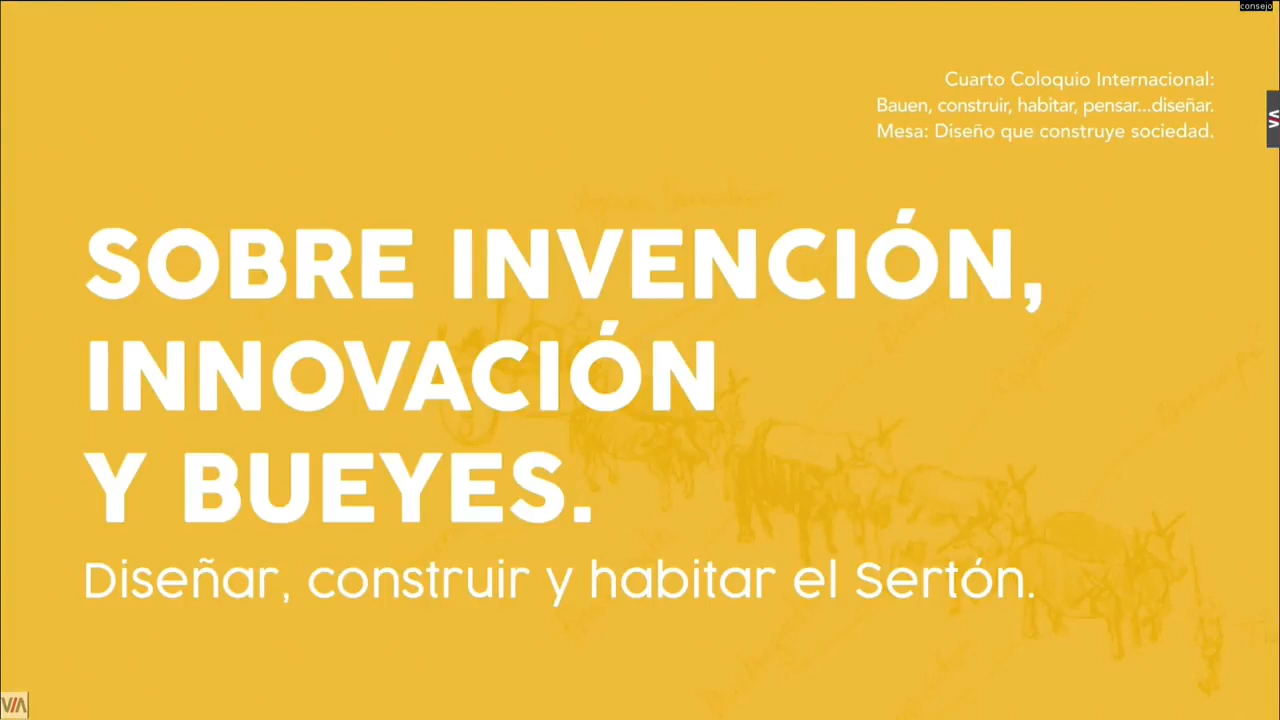 consejo
Cuarto Coloquio Internacional:
Bauen, construir, habitar, pensar...diseñar.
Mesa: Diseño que construye sociedad.
SOBRE INVENCIÓN,
INNOVACIÓN
Y BUEYES.
Diseñar, construir y habitar el Sertón.
VIA